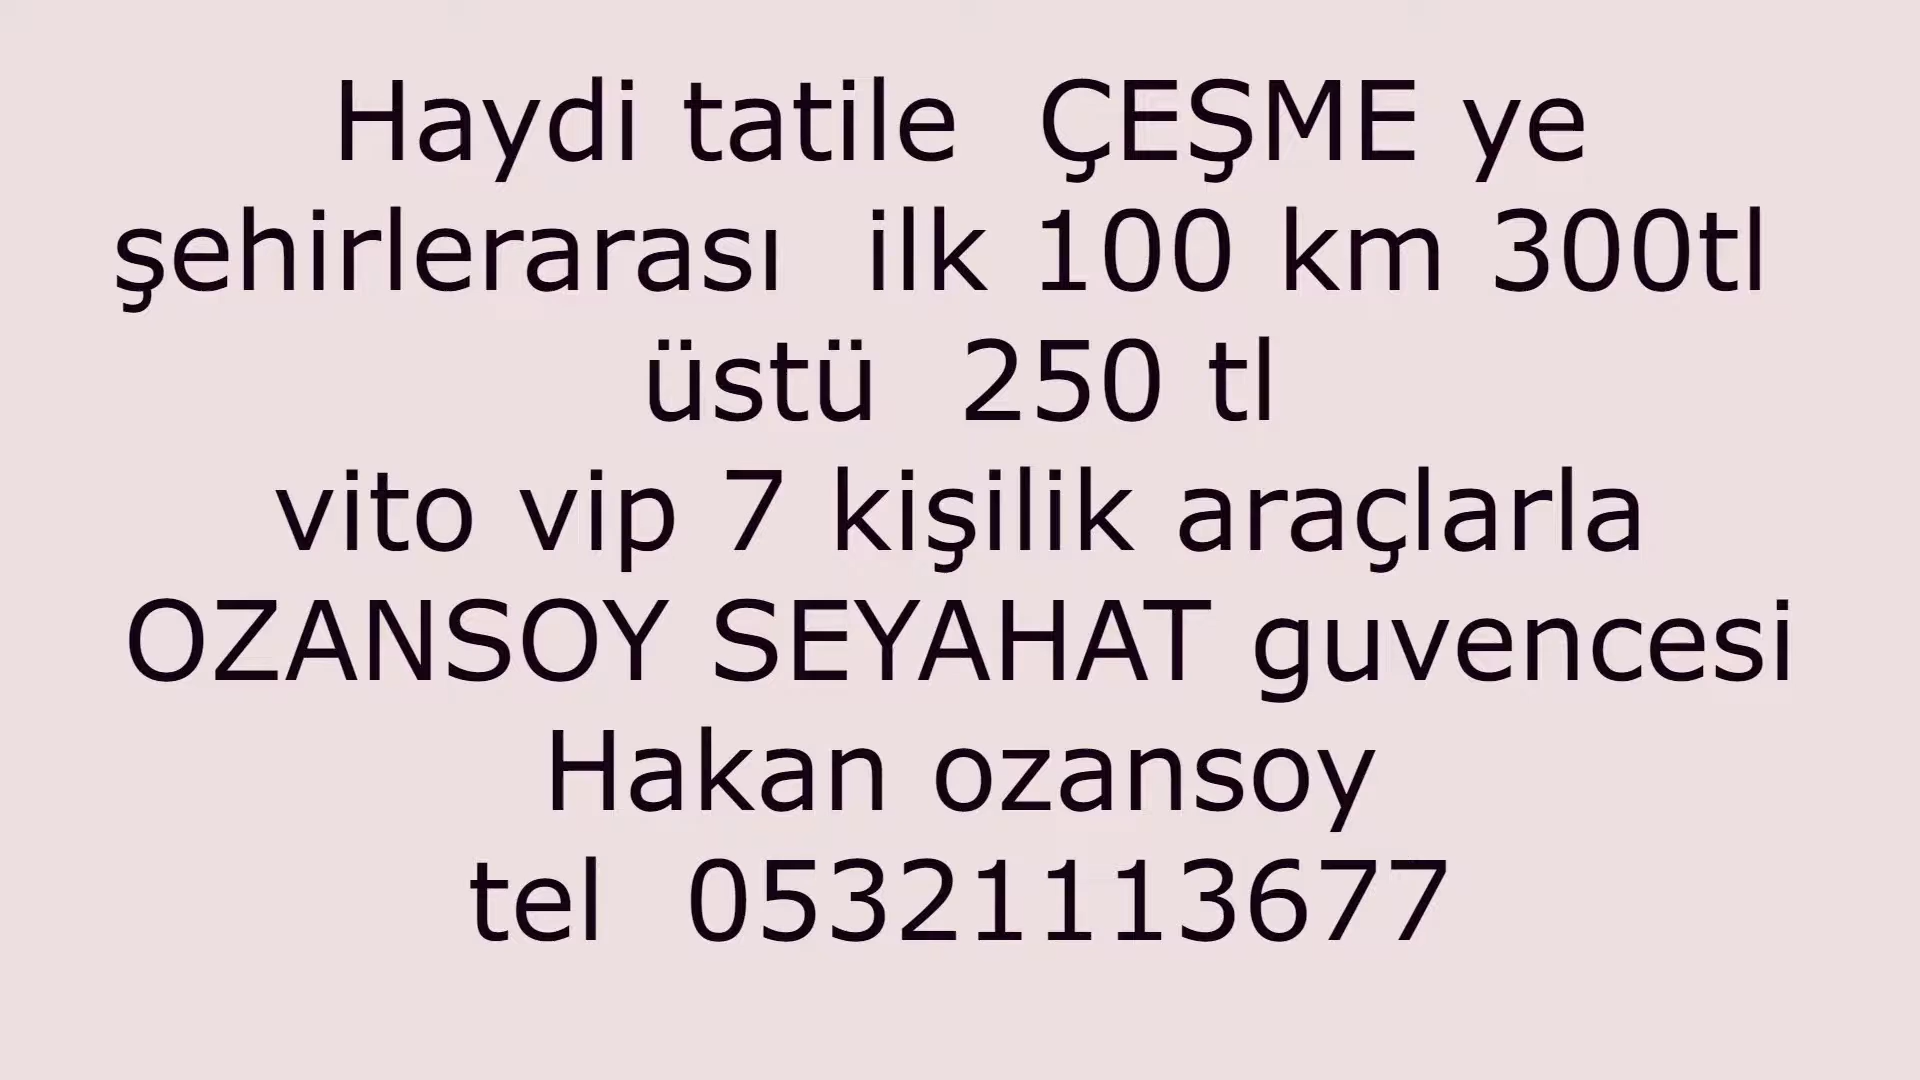 Haydi tatile ÇEŞME ye
şehirlerarası ilk 100 km 300tl
üstü 250 tl
vito vip 7 kişilik araçlarla
OZANSOY SEYAHAT guvencesi
Hakan ozansoy
tel 05321113677